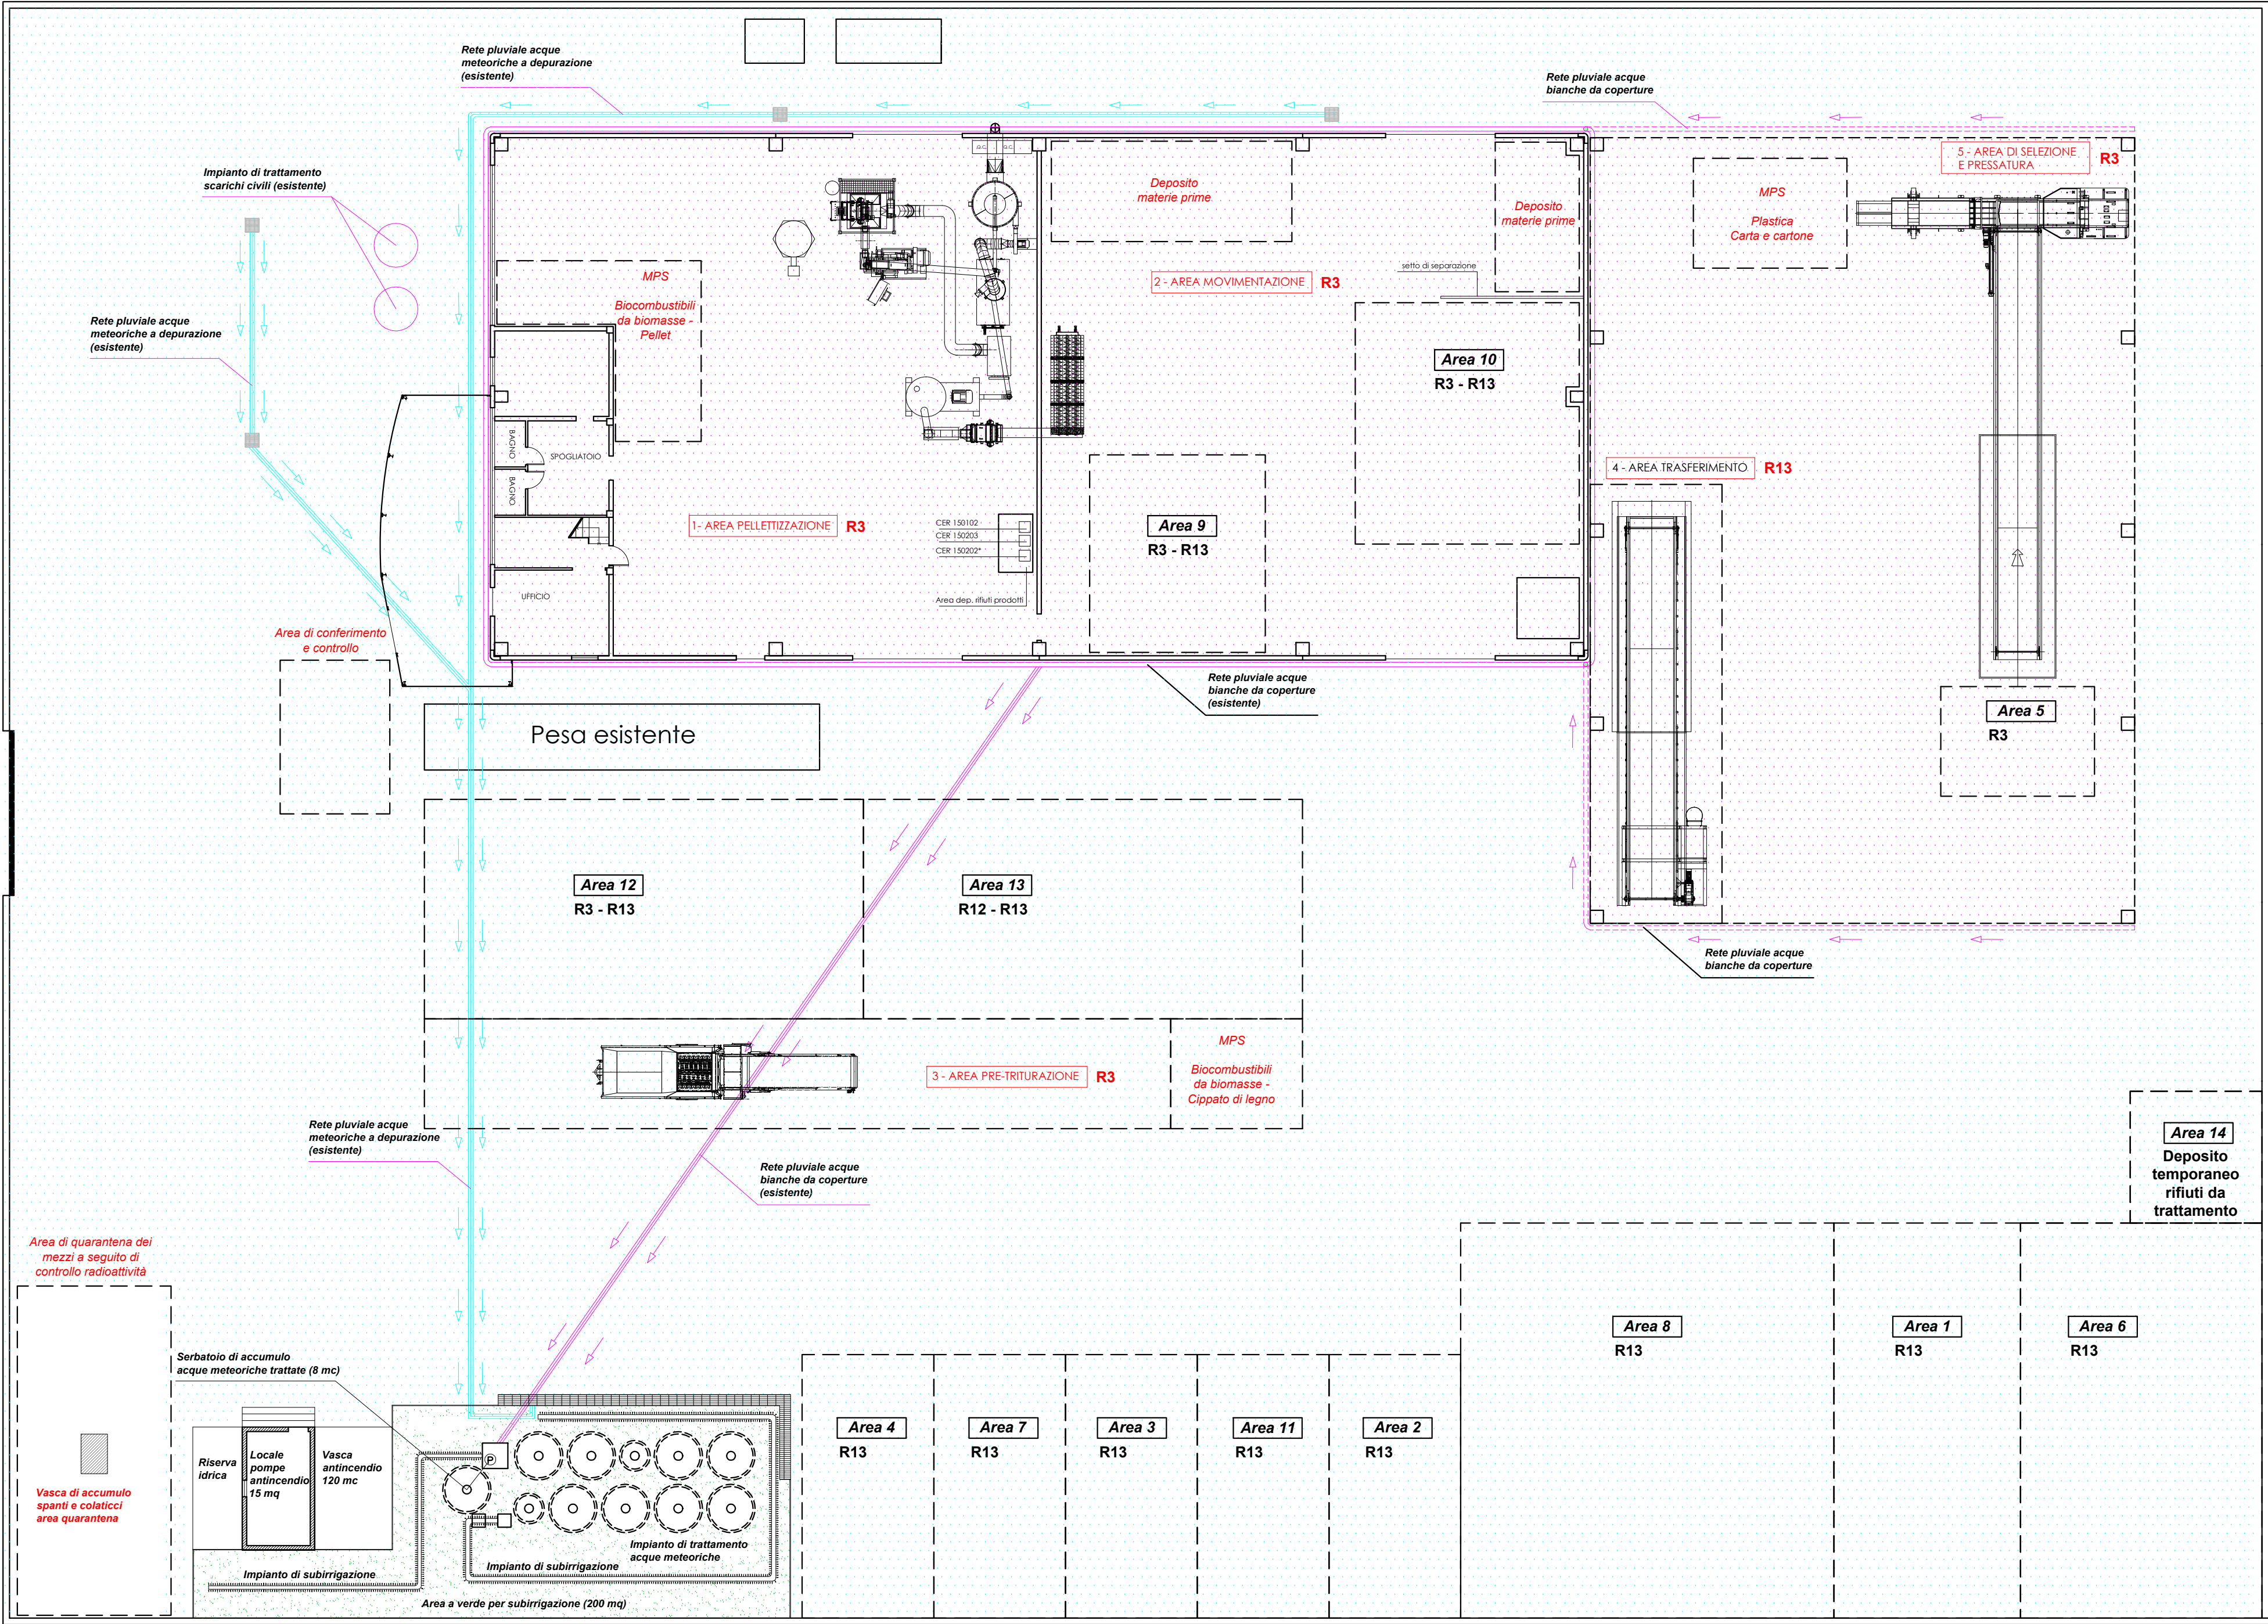 Rete pluviale acque
meteoriche a depurazione
(esistente)
Rete pluviale acque
bianche da coperture
Impianto di trattamento
scarichi civili (esistente)
G.C.
G.C.
Deposito
materie prime
Deposito
materie prime
MPS
Plastica
Carta e cartone
5 - AREA DI SELEZIONE
E PRESSATURA
R3
MPS
Biocombustibili
da biomasse -
Pellet
2 - AREA MOVIMENTAZIONE
R3
setto di separazione
Rete pluviale acque
meteoriche a depurazione
(esistente)
Area 10
R3 - R13
BAGNO
SPOGLIATOIO
BAGNO
4 - AREA TRASFERIMENTO
R13
1- AREA PELLETTIZZAZIONE
R3
CER 150102
CER 150203
CER 150202*
Area 9
R3 - R13
UFFICIO
Area dep. rifiuti prodotti
Area di conferimento
e controllo
Rete pluviale acque
bianche da coperture
(esistente)
Pesa esistente
Area 5
R3
Area 12
R3 - R13
Area 13
R12 - R13
Rete pluviale acque
bianche da coperture
3 - AREA PRE-TRITURAZIONE
R3
MPS
Biocombustibili
da biomasse -
Cippato di legno
Rete pluviale acque
meteoriche a depurazione
(esistente)
Rete pluviale acque
bianche da coperture
(esistente)
Area 14
Deposito
temporaneo
rifiuti da
trattamento
Area di quarantena dei
mezzi a seguito di
controllo radioattività
Serbatoio di accumulo
acque meteoriche trattate (8 mc)
Area 8
R13
Area 1
R13
Area 6
R13
Area 4
R13
Area 7
R13
Area 3
R13
Area 11
R13
Area 2
R13
Riserva
idrica
Locale
pompe
antincendio
15 mq
Vasca
antincendio
120 mc
P
Vasca di accumulo
spanti e colaticci
area quarantena
Impianto di trattamento
acque meteoriche
Impianto di subirrigazione
Impianto di subirrigazione
Area a verde per subirrigazione (200 mq)